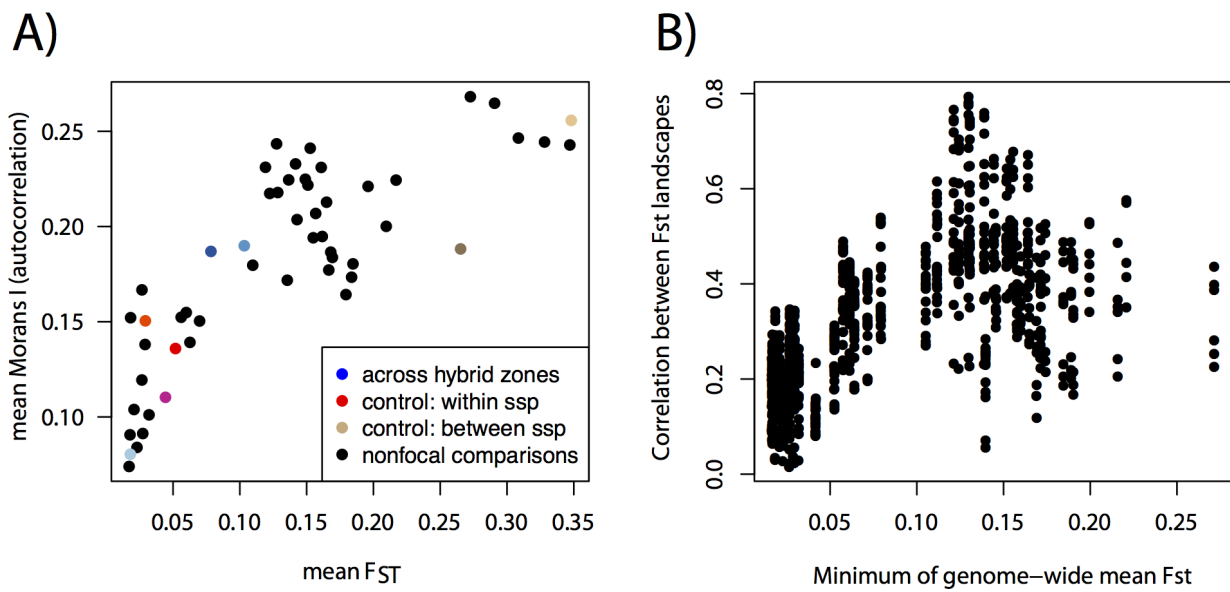 A)
mean Morans I (autocorrelation)
0.25
0.20
0.15
0.10
across hybrid zones
control: within ssp
control: between ssp
nonfocal comparisons
0.05 0.10 0.15 0.20 0.25 0.30 0.35
mean FST
B)
Correlation between Fst landscapes
0.8
0.6
0.4
0.2
0.0
0.05 0.10 0.15 0.20 0.25
Minimum of genome−wide mean Fst